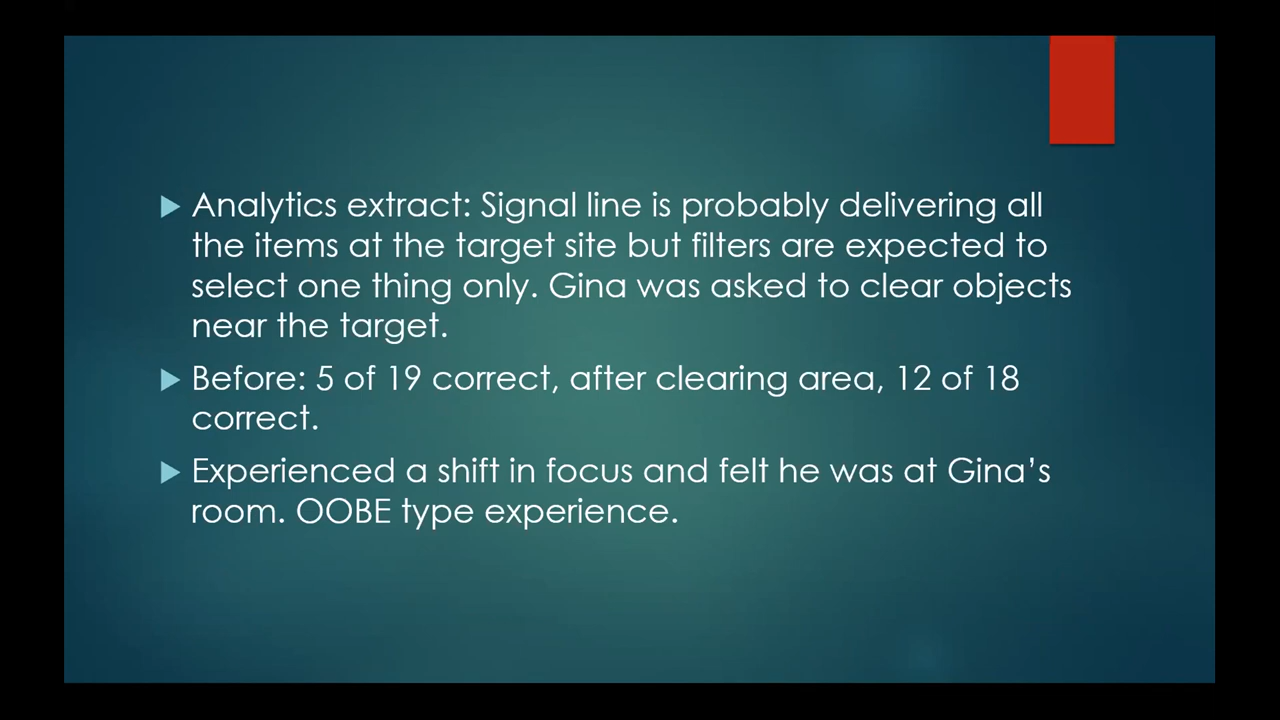 Analytics extract: Signal line is probably delivering all
the items at the target site but filters are expected to
select one thing only. Gina was asked to clear objects
near the target.
Before: 5 of 19 correct, after clearing area, 12 of 18
correct.
Experienced a shift in focus and felt he was at Gina’s
room. OOBE type experience.